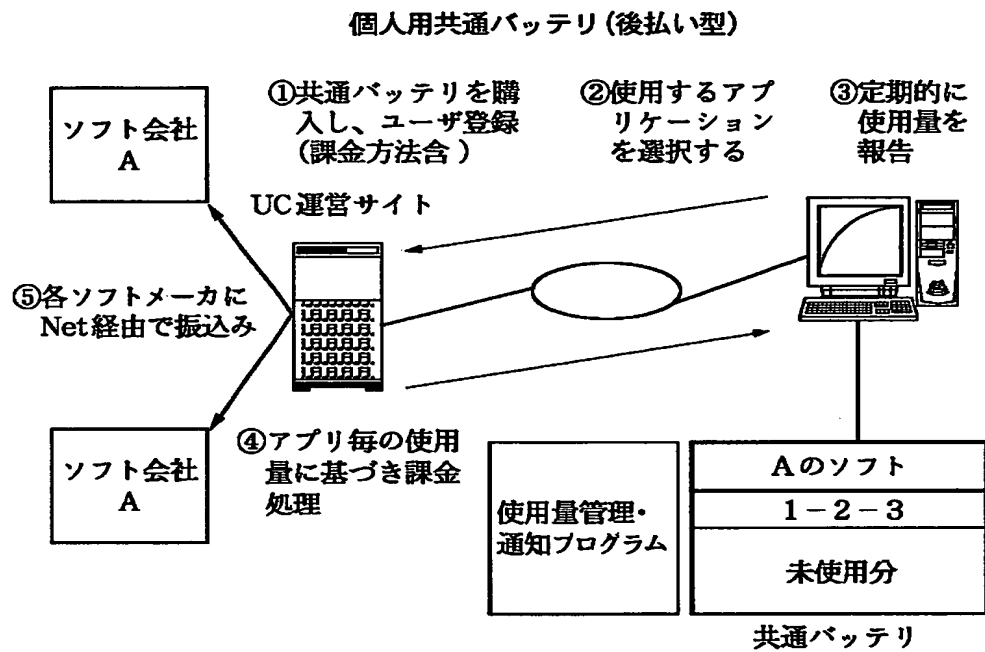 個人用共通バッテリ(後払い型)
ソフト会社
A
①共通バッテリを購
入し、ユーザ登録
(課金方法含 )
②使用するアプ
リケーション
を選択する
③定期的に
使用量を
報告
UC運営サイト
⑤各ソフトメーカに
Net経由で振込み
ソフト会社
A
④アプリ毎の使用
量に基づき課金
処理
使用量管理・
通知プログラム
Aのソフト
1−2−3
未使用分
共通バッテリ